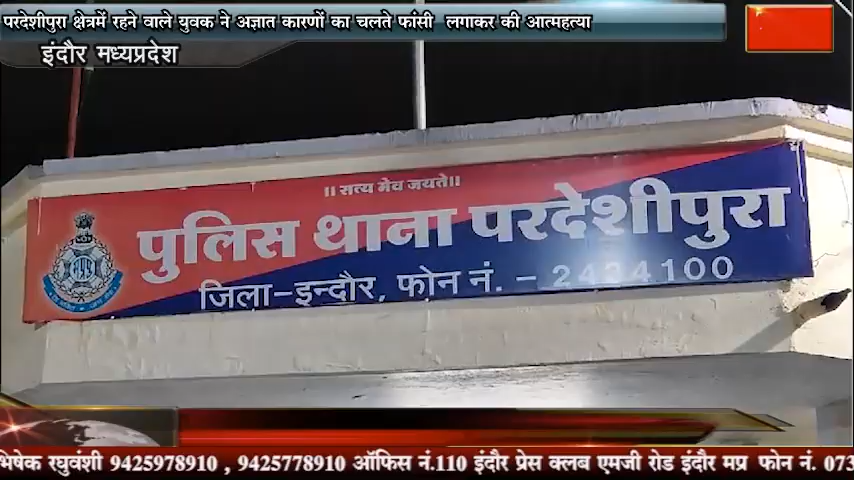 परदेशीपुरा क्षेत्रमें रहने वाले युवक ने अज्ञात कारणों का चलते फांसी लगाकर की आत्महत्या
इंदौर मध्यप्रदेश
।। सत्य मेव जयते।।
पुलिस थाना परदेशीपुरा
जिला-इन्दौर, फोन नं. - 2434100
भिषेक रघुवंशी 9425978910 , 9425778910 ऑफिस नं.110 इंदौर प्रेस क्लब एमजी रोड इंदौर मप्र फोन नं. 073